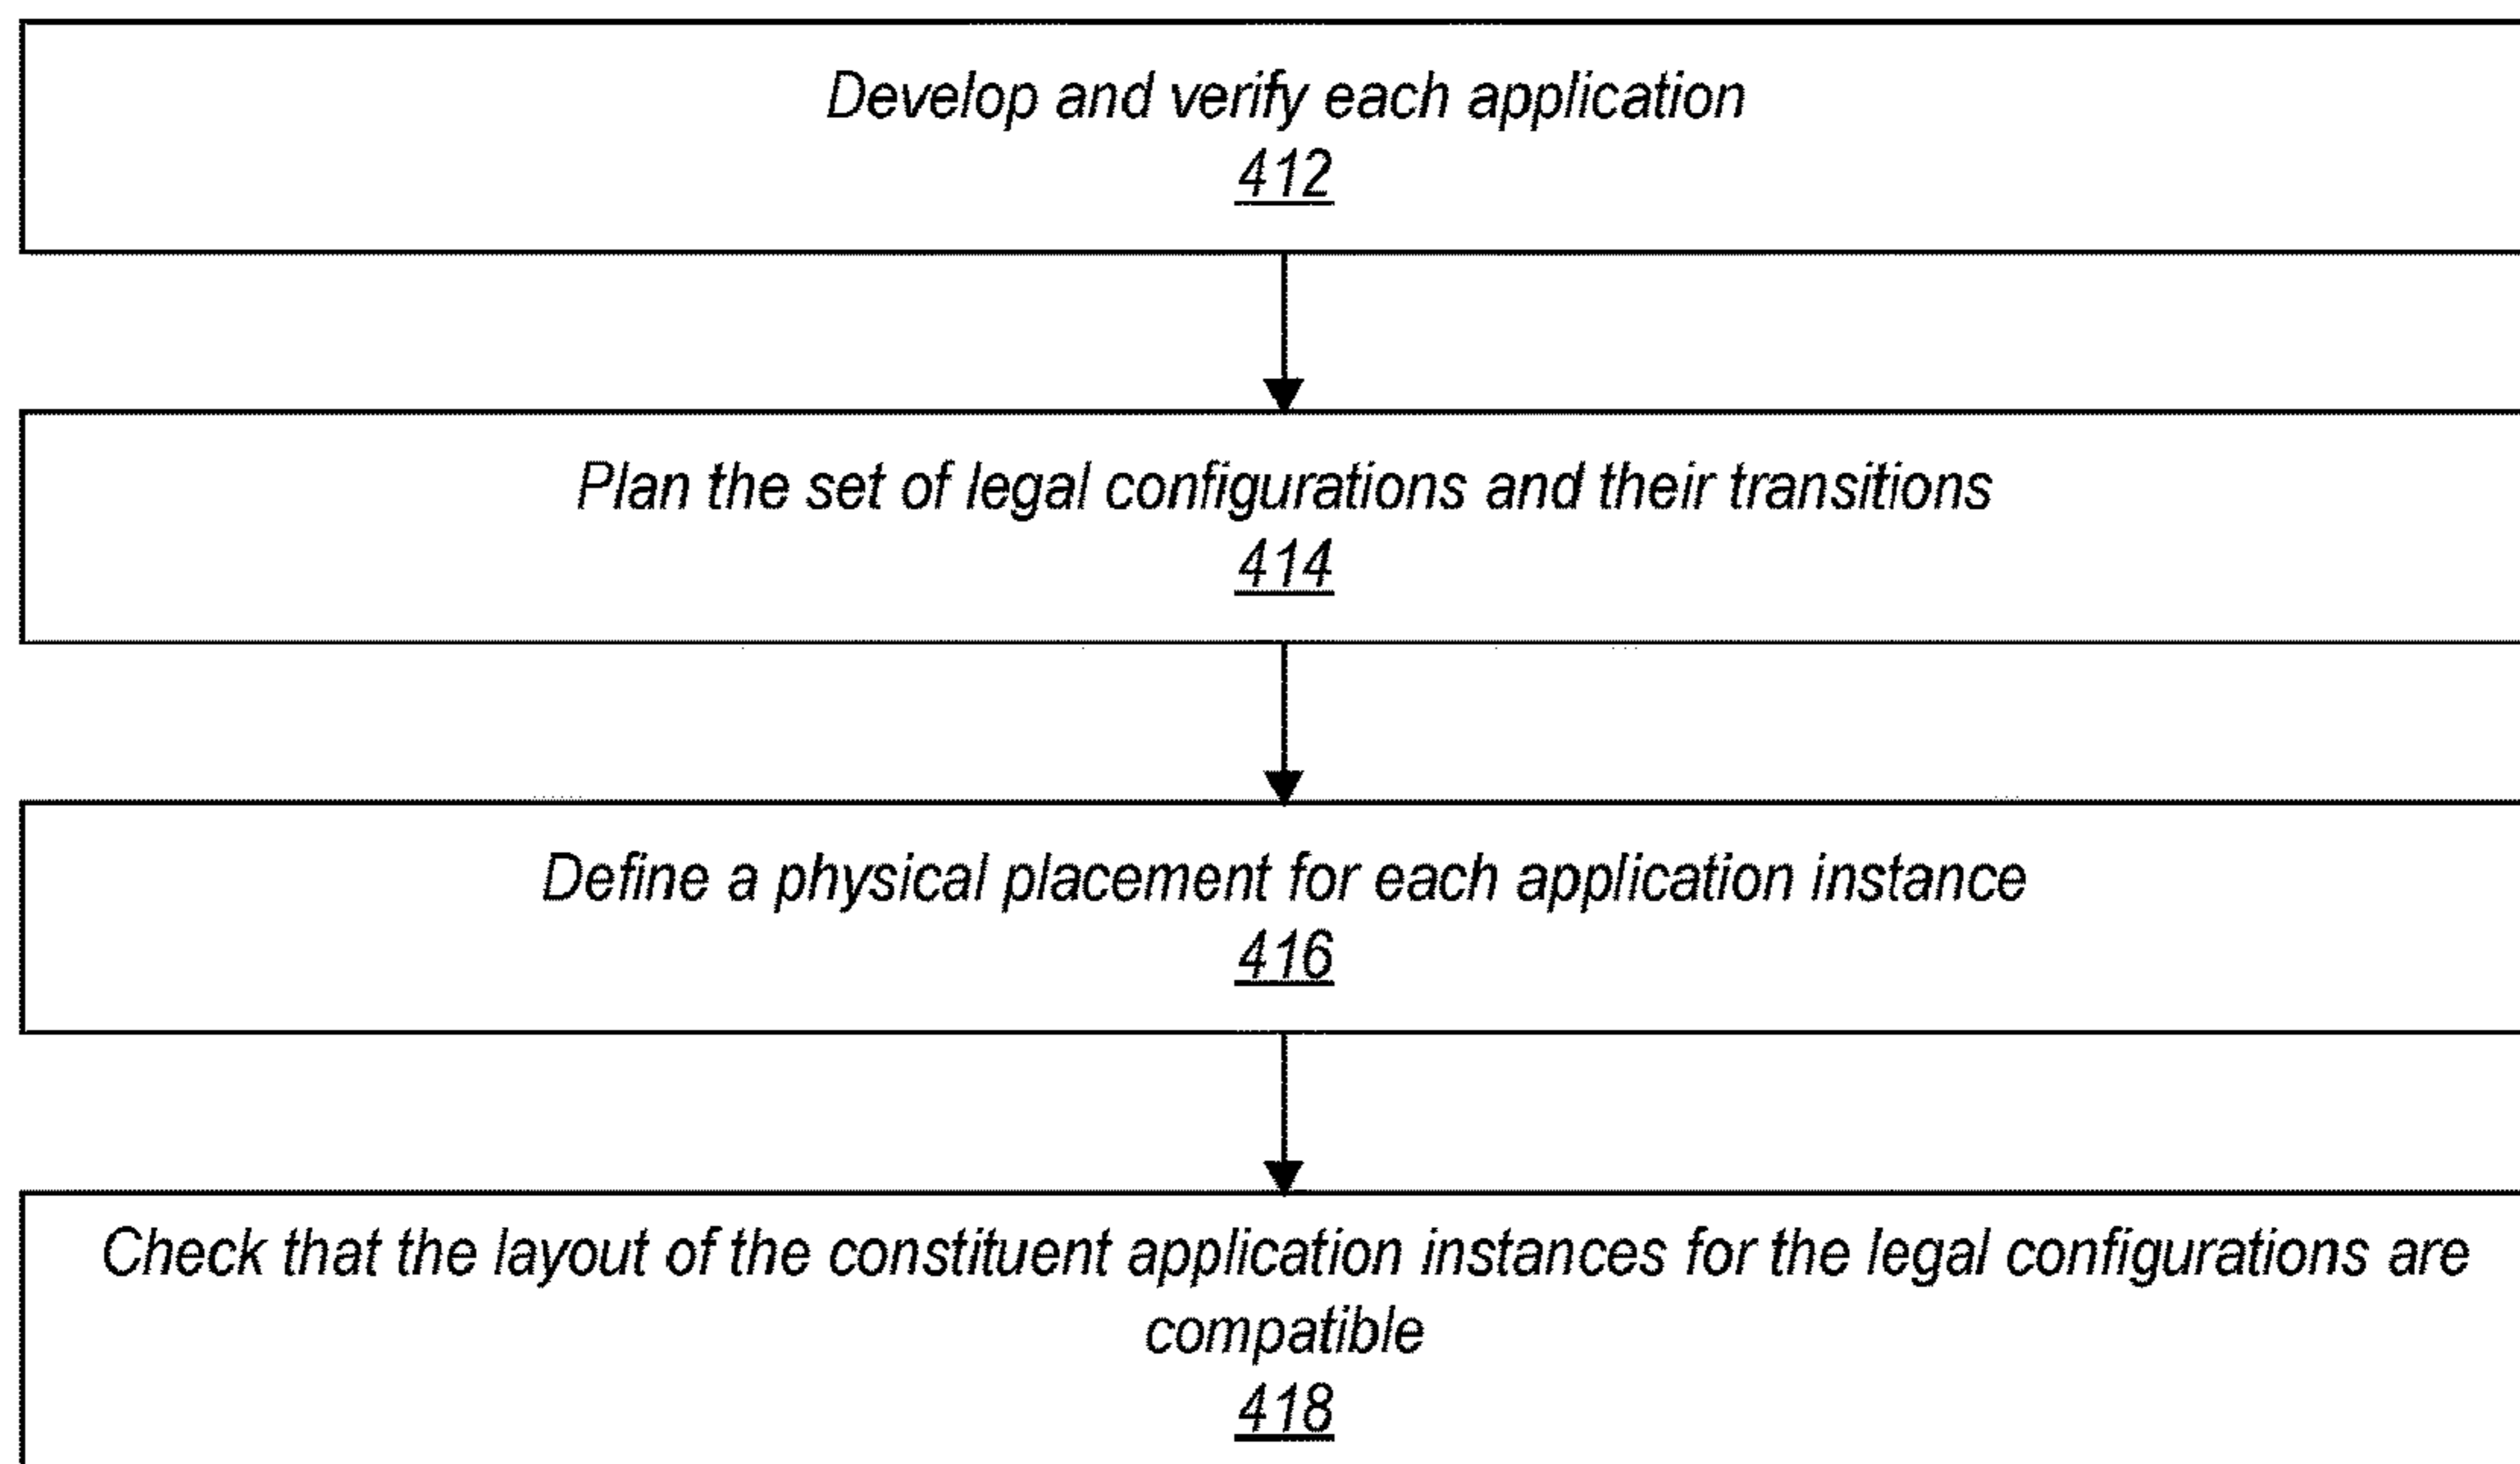 Develop and verify each application
412
Plan the set of legal configurations and their transitions
414
Define a physical placement for each application instance
416
Check that the layout of the constituent application instances for the legal configurations are
compatible
418